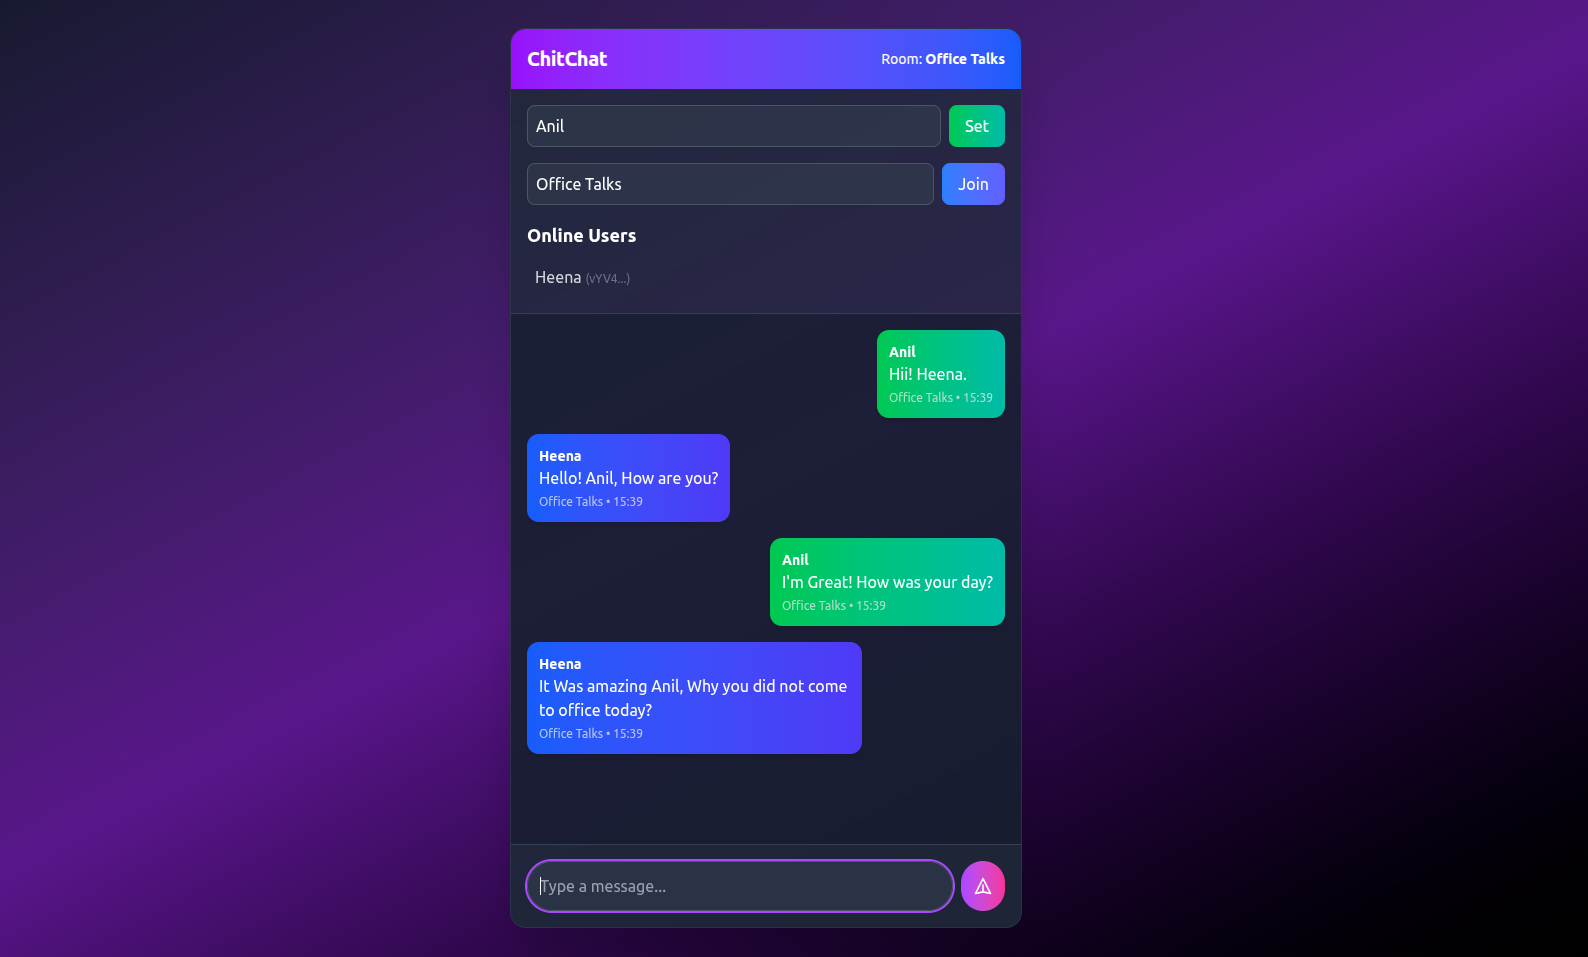 ChitChat
Room: Office Talks
Anil
Set
Office Talks
Join
Online Users
Heena (vYV4...)
Anil
Hii! Heena.
Office Talks • 15:39
Heena
Hello! Anil, How are you?
Office Talks • 15:39
Anil
I'm Great! How was your day?
Office Talks • 15:39
Heena
It Was amazing Anil, Why you did not come
to office today?
Office Talks • 15:39
Type a message...